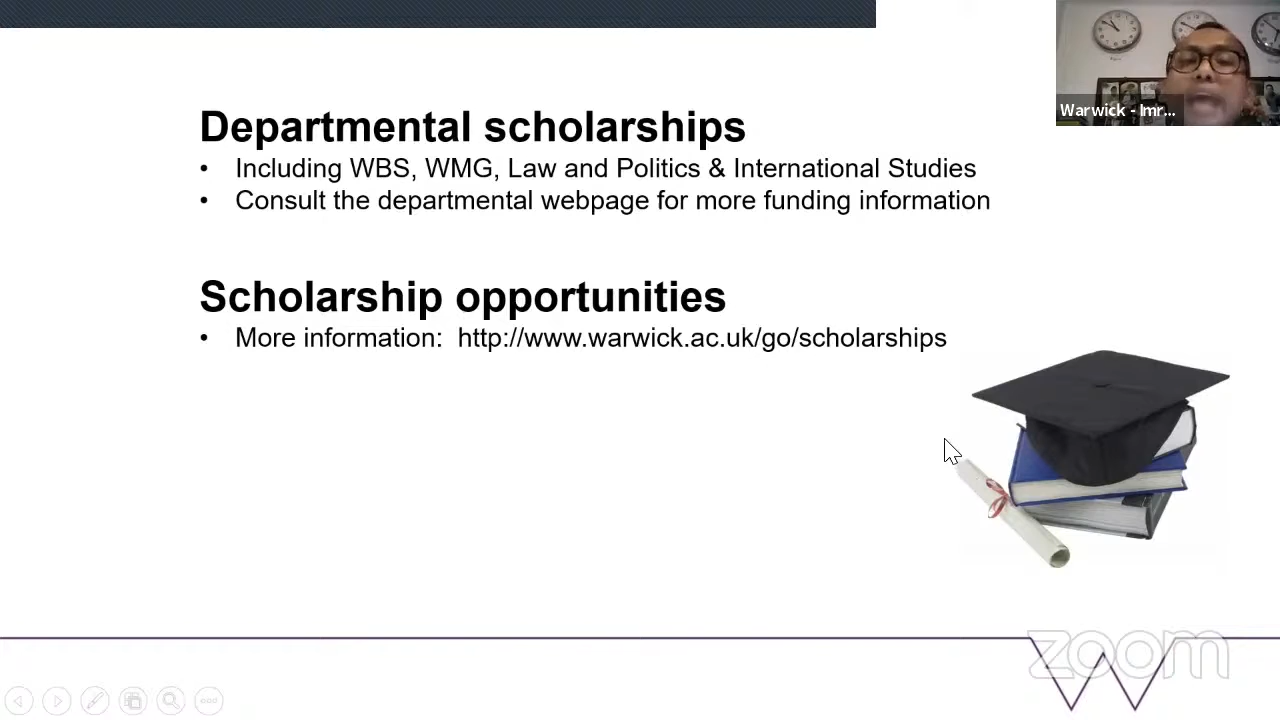 Warwick - Imr...
Departmental scholarships
• Including WBS, WMG, Law and Politics & International Studies
• Consult the departmental webpage for more funding information
Scholarship opportunities
• More information: http://www.warwick.ac.uk/go/scholarships
zoom